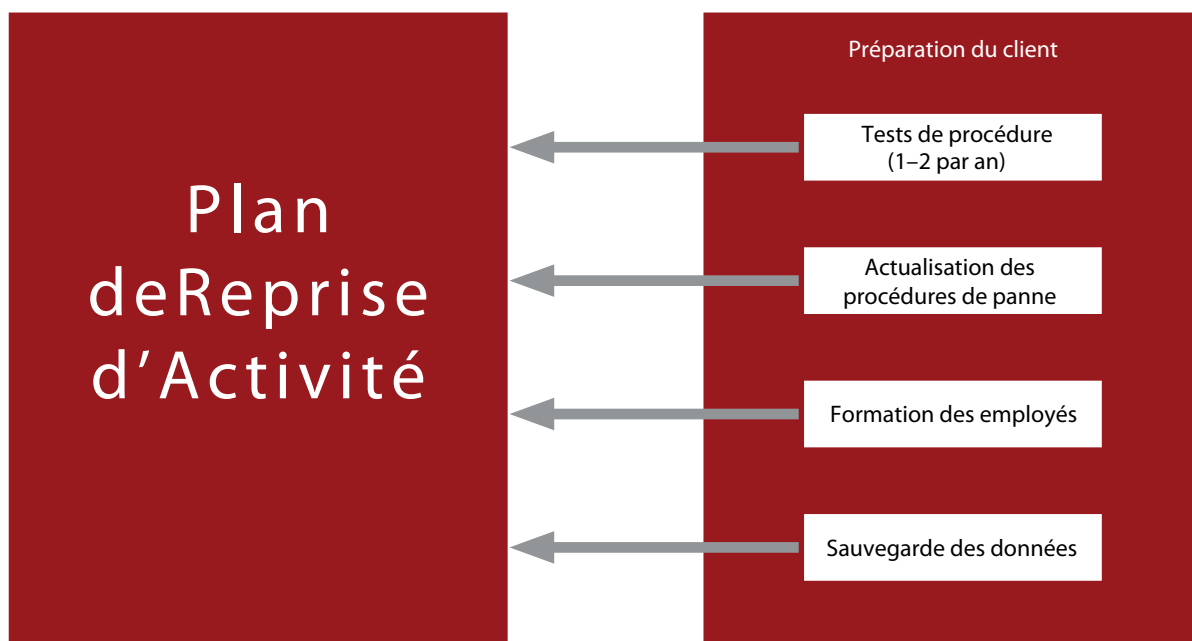 Plan
deReprise
d’Activité
Préparation du client
Tests de procédure
(1–2 par an)
Actualisation des
procédures de panne
Formation des employés
Sauvegarde des données